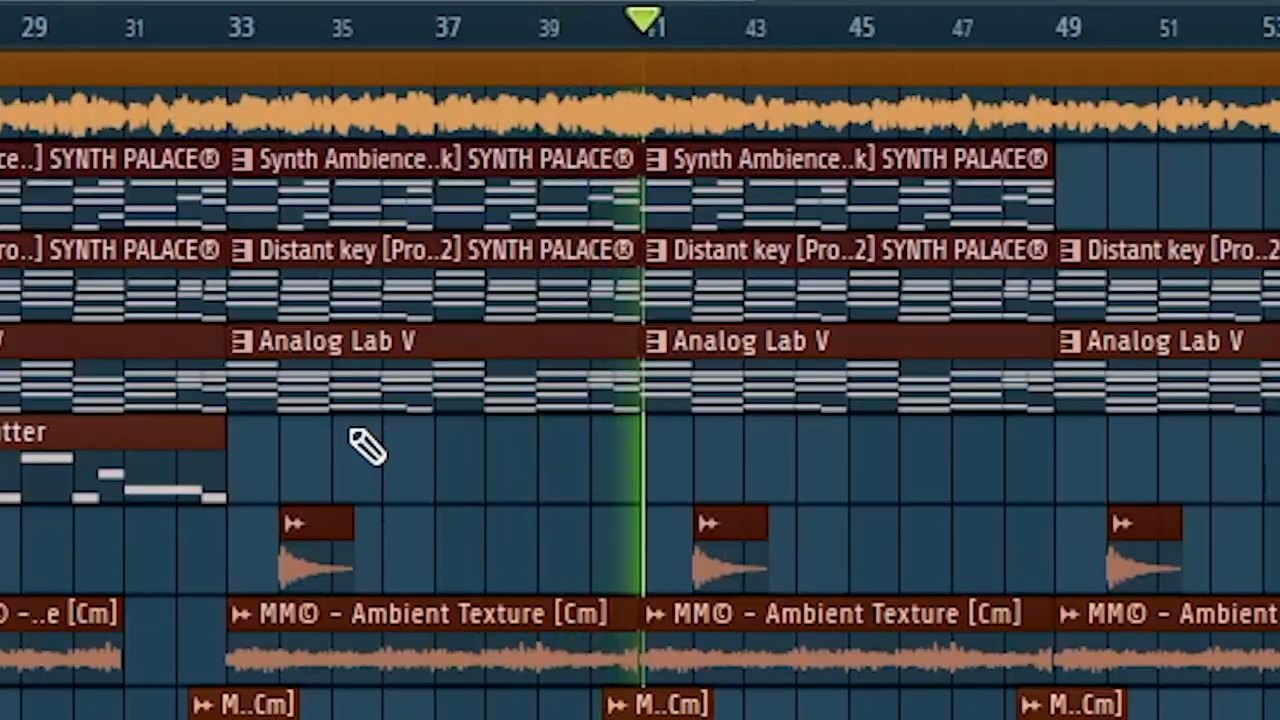 29 31 33 35 37 39 43 45 47 49 51
ce..] SYNTH PALACE® Synth Ambience..k] SYNTH PALACE® Synth Ambience..k] SYNTH PALACE®
ro..] SYNTH PALACE® Distant key [Pro..2] SYNTH PALACE® Distant key [Pro..2] SYNTH PALACE® Distant key [Pro..2
Analog Lab V Analog Lab V Analog Lab V
tter
© -..e [Cm] MM© - Ambient Texture [Cm] MM© - Ambient Texture [Cm] MM© - Ambient
M..Cm] M..Cm] M..Cm]